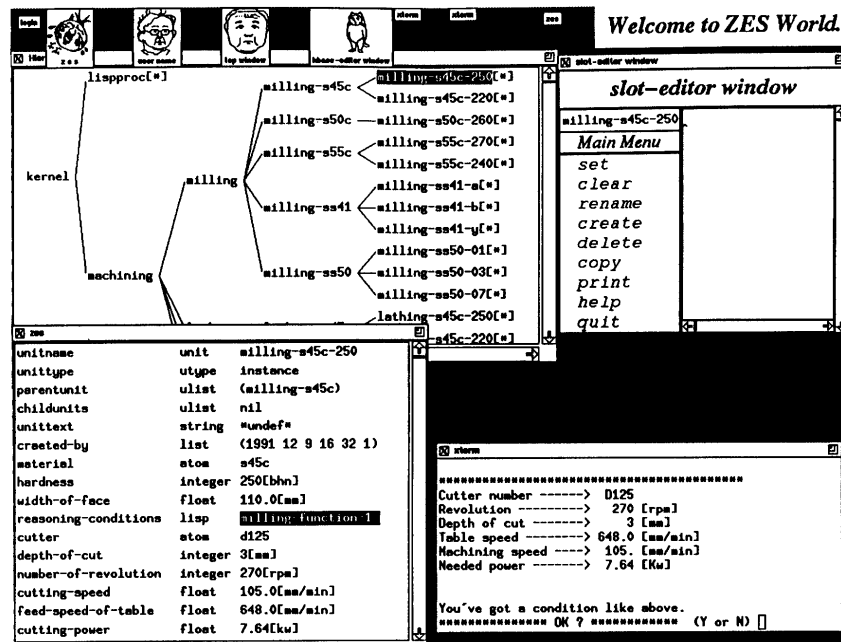 login
zes
user name
top window
kbase-editor window
xterm
xterm
zes
Welcome to ZES World.
Hier
kernel
lispproc[*]
machining
milling
milling-s45c
milling-s50c
milling-s55c
milling-ss41
milling-ss50
milling-s45c-250[*]
milling-s45c-220[*]
milling-s50c-260[*]
milling-s55c-270[*]
milling-s55c-240[*]
milling-ss41-a[*]
milling-ss41-b[*]
milling-ss41-y[*]
milling-ss50-01[*]
milling-ss50-03[*]
milling-ss50-07[*]
lathing-s45c-250[*]
-s45c-220[*]
slot-editor window
slot-editor window
milling-s45c-250
Main Menu
set
clear
rename
create
delete
copy
print
help
quit
zes
unitname unit milling-s45c-250
unittype utype instance
parentunit ulist (milling-s45c)
childunits ulist nil
unittext string *undef*
craeted-by list (1991 12 9 16 32 1)
material atom s45c
hardness integer 250[bhn]
width-of-face float 110.0[mm]
reasoning-conditions lisp milling-function-1
cutter atom d125
depth-of-cut integer 3[mm]
number-of-revolution integer 270[rpm]
cutting-speed float 105.0[mm/min]
feed-speed-of-table float 648.0[mm/min]
cutting-power float 7.64[kw]
xterm
******************************************
Cutter number -------> D125
Revolution ---------> 270 [rpm]
Depth of cut -------> 3 [mm]
Table speed --------> 648.0 [mm/min]
Machining speed ----> 105. [mm/min]
Needed power -------> 7.64 [Kw]
You've got a condition like above.
*************** OK ? ************ (Y or N)